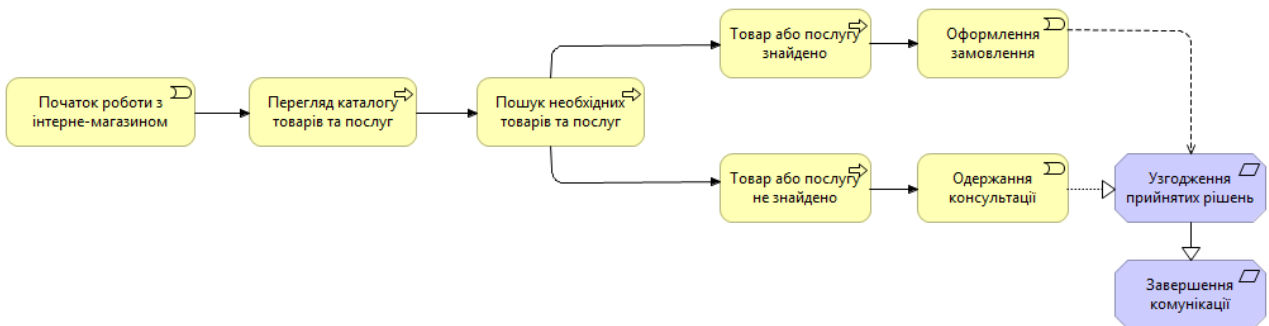 Початок роботи з
інтерне-магазином
Перегляд каталогу
товарів та послуг
Пошук необхідних
товарів та послуг
Товар або послугу
знайдено
Оформлення
замовлення
Товар або послугу
не знайдено
Одержання
консультації
Узгодження
прийнятих рішень
Завершення
комунікації